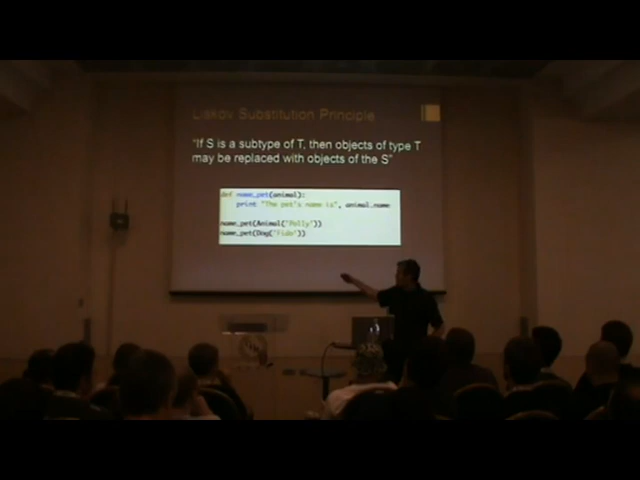 Liskov Substitution Principle
"If S is a subtype of T, then objects of type T
may be replaced with objects of the S"
def name_pet(animal):
print "The pet's name is", animal.name
name_pet(Animal('Polly'))
name_pet(Dog('Fido'))